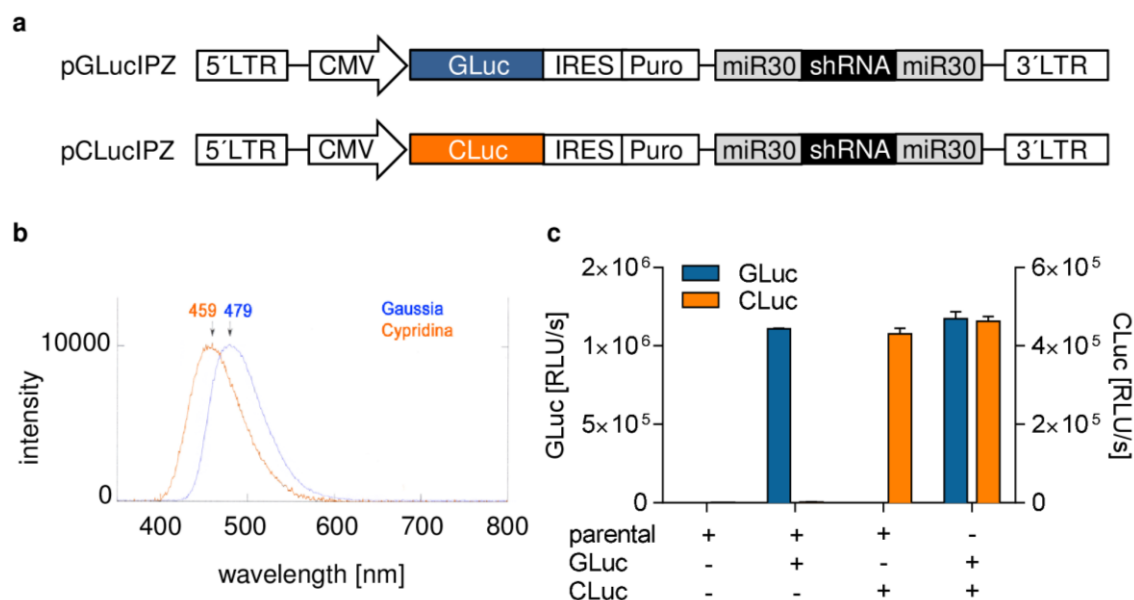 a
pGLucIPZ 5´LTR CMV GLuc IRES Puro miR30 shRNA miR30 3´LTR
pCLucIPZ 5´LTR CMV CLuc IRES Puro miR30 shRNA miR30 3´LTR
b
459 479
Gaussia
Cypridina
10000
0
intensity
400 500 600 700 800
wavelength [nm]
c
GLuc
CLuc
GLuc [RLU/s]
2×10⁶
1×10⁶
5×10⁵
0
6×10⁵
4×10⁵
2×10⁵
0
CLuc [RLU/s]
parental + + + -
GLuc - + - +
CLuc - - + +